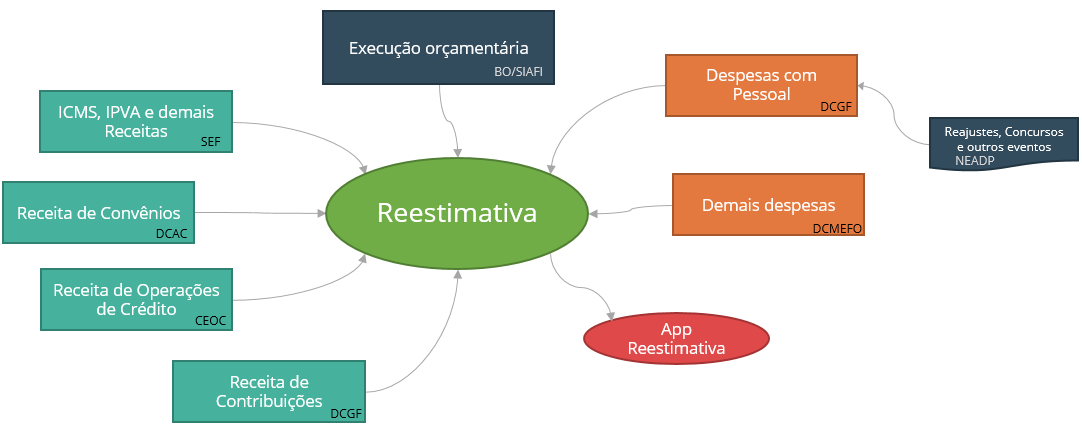 Execução orçamentária
BO/SIAFI
ICMS, IPVA e demais
Receitas
SEF
Receita de Convênios
DCAC
Receita de Operações
de Crédito
CEOC
Receita de
Contribuições
DCGF
Reestimativa
Despesas com
Pessoal
DCGF
Reajustes, Concursos
e outros eventos
NEADP
Demais despesas
DCMEFO
App
Reestimativa